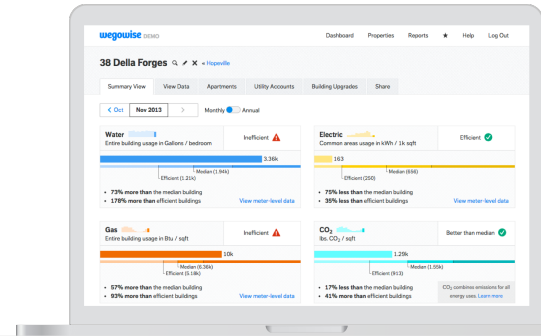 wegowise DEMO
Dashboard Properties Reports ★ Help Log Out
38 Della Forges « Hopeville
Summary View View Data Apartments Utility Accounts Building Upgrades Share
< Oct Nov 2013 > Monthly Annual
Water
Entire building usage in Gallons / bedroom
Inefficient
3.36k
Median (1.94k)
Efficient (1.21k)
• 73% more than the median building
• 178% more than efficient buildings
View meter-level data
Electric
Common areas usage in kWh / 1k sqft
Efficient
163
Median (656)
Efficient (250)
• 75% less than the median building
• 35% less than efficient buildings
View meter-level data
Gas
Entire building usage in Btu / sqft
Inefficient
10k
Median (6.36k)
Efficient (5.18k)
• 57% more than the median building
• 93% more than efficient buildings
View meter-level data
CO2
lbs. CO2 / sqft
Better than median
1.29k
Median (1.55k)
Efficient (913)
• 17% less than the median building
• 41% more than efficient buildings
CO2 combines emissions for all
energy uses. Learn more